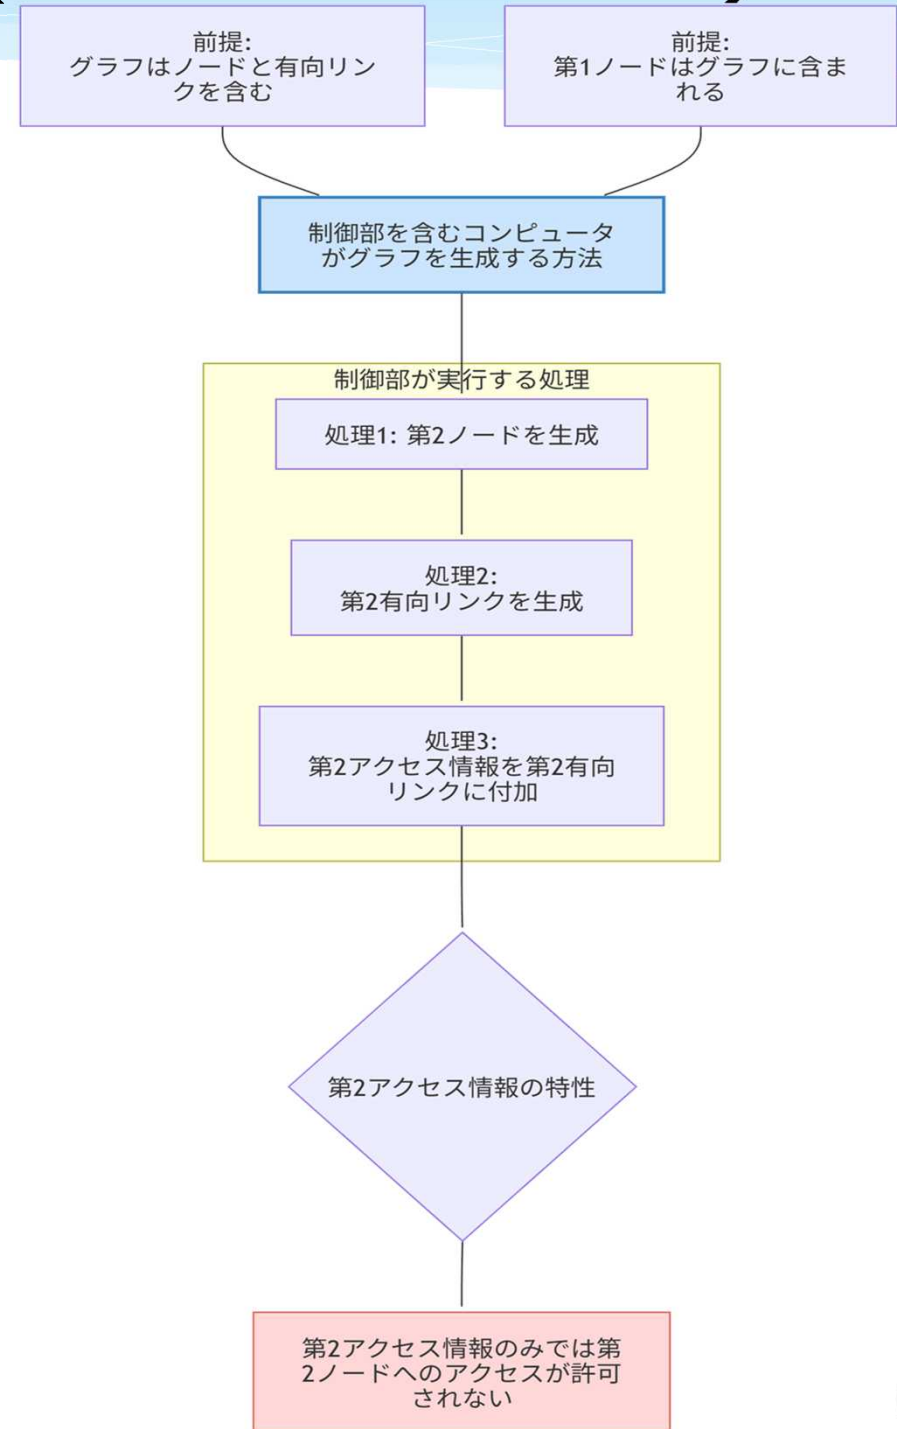 前提:
グラフはノードと有向リン
クを含む
前提:
第1ノードはグラフに含ま
れる
制御部を含むコンピュータ
がグラフを生成する方法
制御部が実行する処理
処理1: 第2ノードを生成
処理2:
第2有向リンクを生成
処理3:
第2アクセス情報を第2有向
リンクに付加
第2アクセス情報の特性
第2アクセス情報のみでは第
2ノードへのアクセスが許可
されない